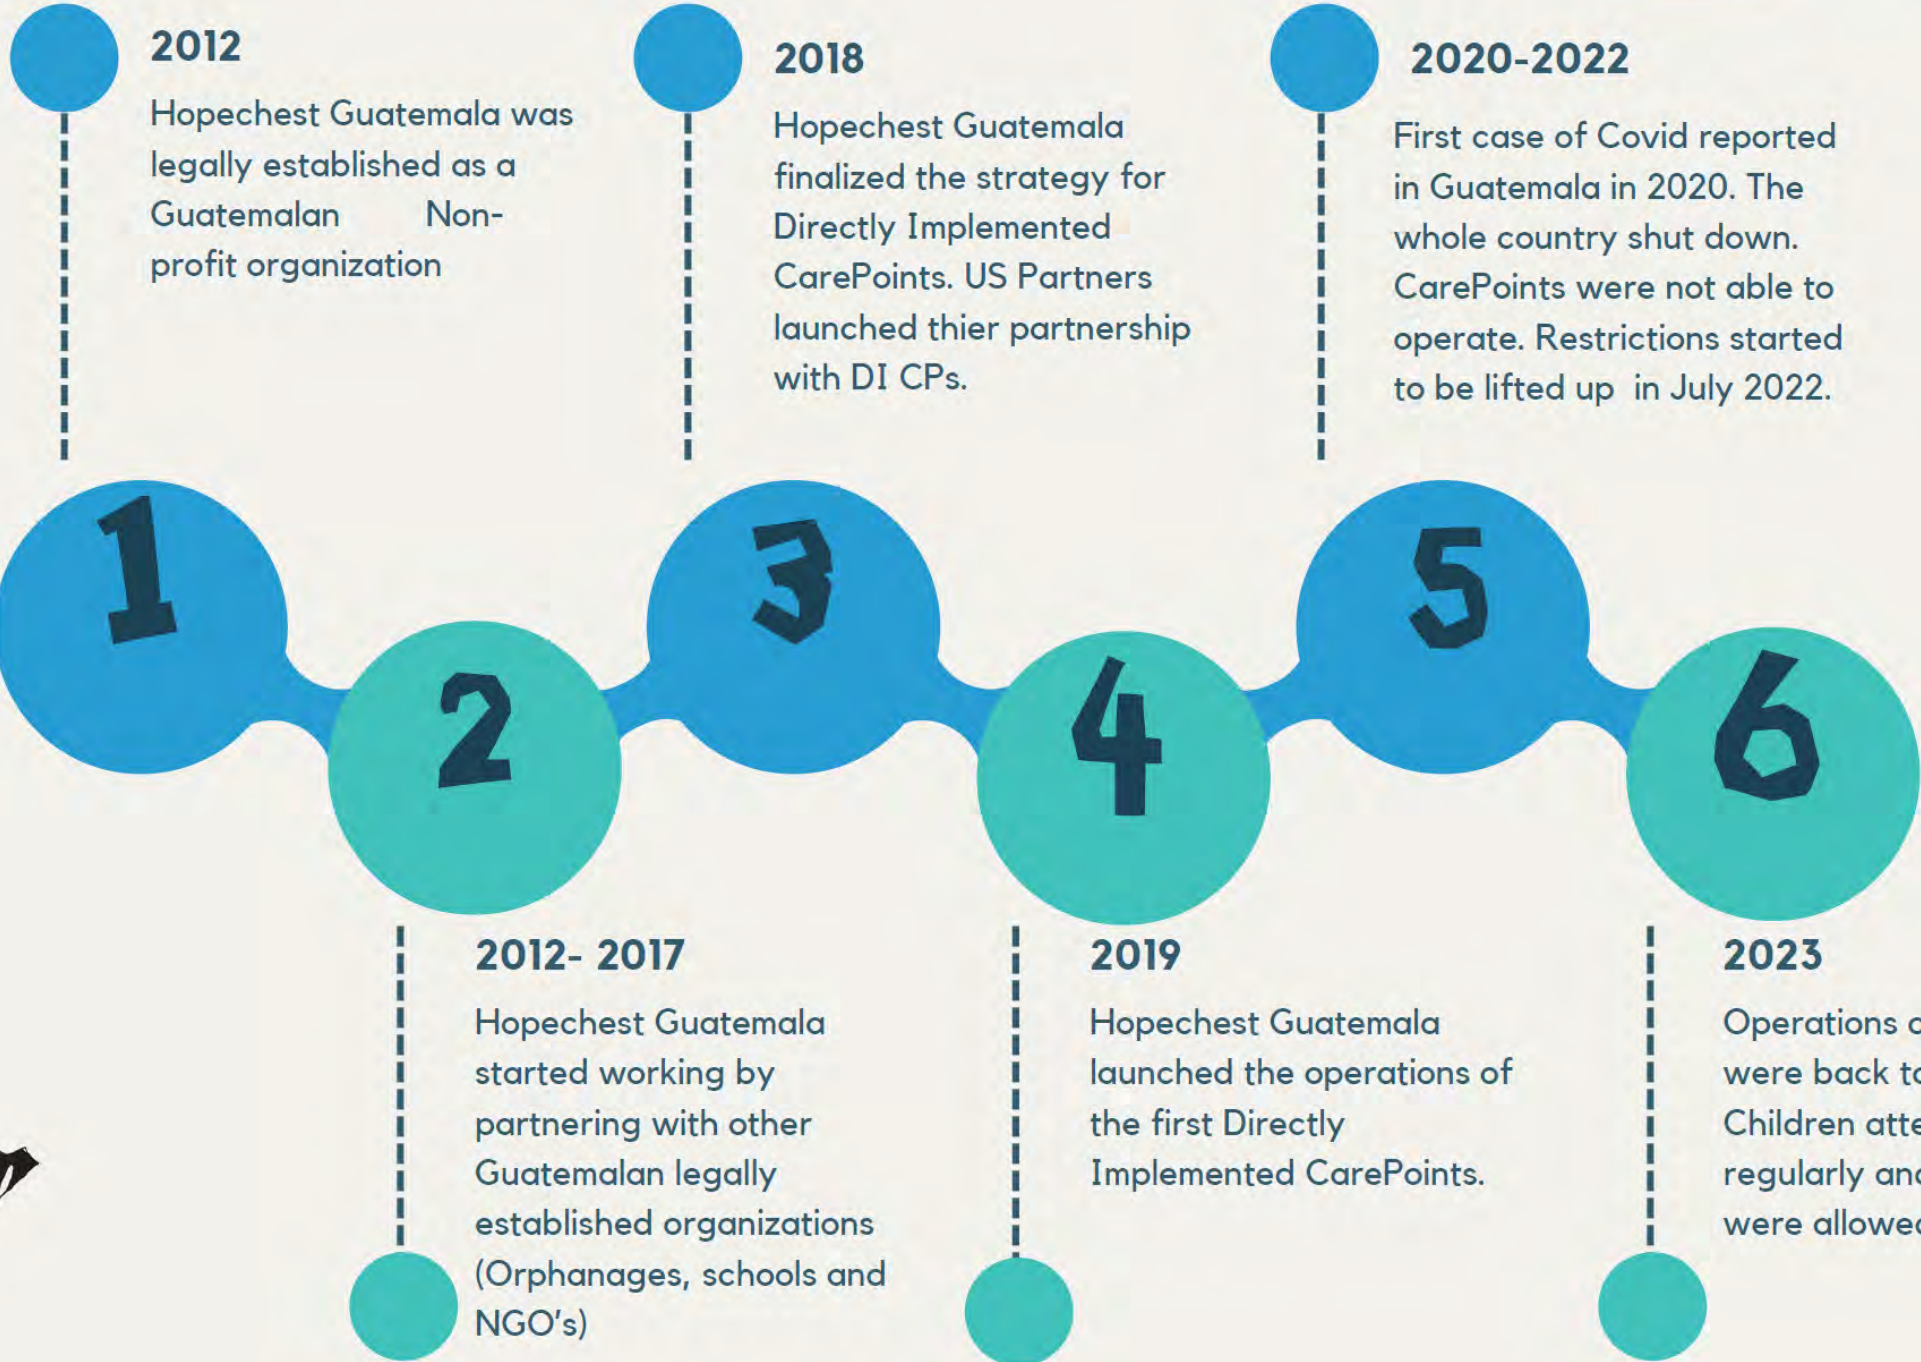 2012
Hopechest Guatemala was
legally established as a
Guatemalan Non-
profit organization
2018
Hopechest Guatemala
finalized the strategy for
Directly Implemented
CarePoints. US Partners
launched thier partnership
with DI CPs.
2020-2022
First case of Covid reported
in Guatemala in 2020. The
whole country shut down.
CarePoints were not able to
operate. Restrictions started
to be lifted up in July 2022.
1
2
3
4
5
6
2012- 2017
Hopechest Guatemala
started working by
partnering with other
Guatemalan legally
established organizations
(Orphanages, schools and
NGO's)
2019
Hopechest Guatemala
launched the operations of
the first Directly
Implemented CarePoints.
2023
Operations
were back
Children
regularly
were